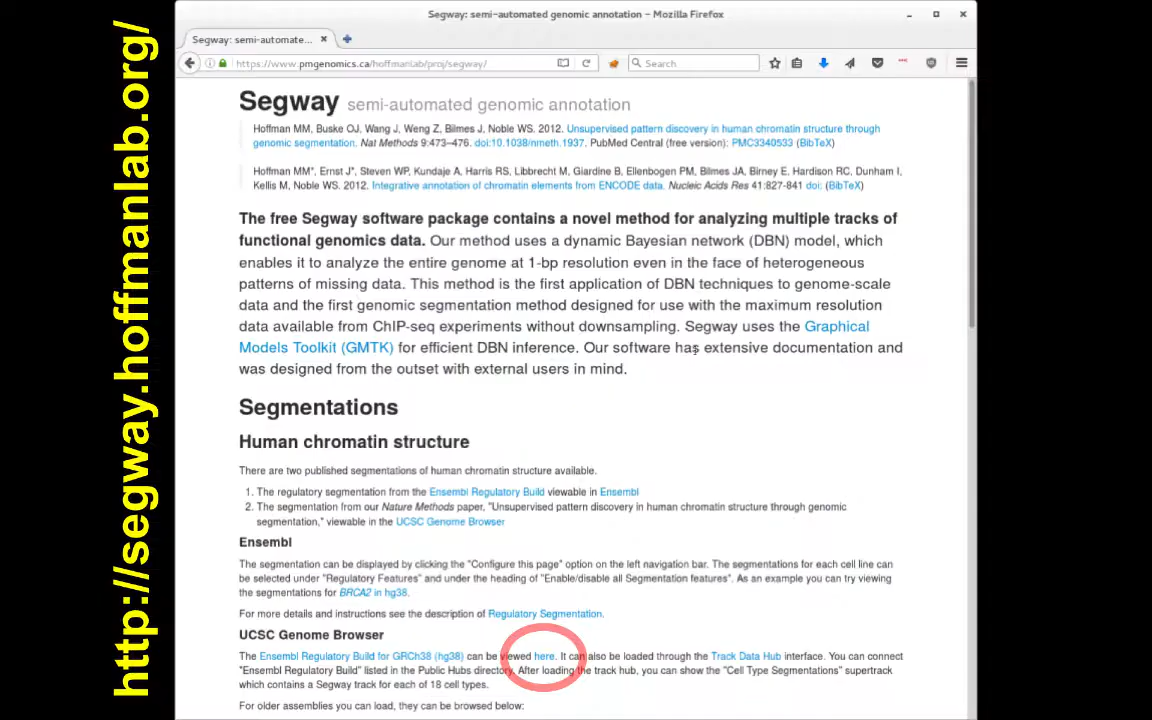 http://segway.hoffmanlab.org/
Segway: semi-automated genomic annotation – Mozilla Firefox
Segway: semi-automate...
https://www.pmgenomics.ca/hoffmanlab/proj/segway/
Search
Segway semi-automated genomic annotation
Hoffman MM, Buske OJ, Wang J, Weng Z, Bilmes J, Noble WS. 2012. Unsupervised pattern discovery in human chromatin structure through
genomic segmentation. Nat Methods 9:473–476. doi:10.1038/nmeth.1937. PubMed Central (free version): PMC3340533 (BibTeX)
Hoffman MM*, Ernst J*, Steven WP, Kundaje A, Harris RS, Libbrecht M, Giardine B, Ellenbogen PM, Bilmes JA, Birney E, Hardison RC, Dunham I,
Kellis M, Noble WS. 2012. Integrative annotation of chromatin elements from ENCODE data. Nucleic Acids Res 41:827-841 doi: (BibTeX)
The free Segway software package contains a novel method for analyzing multiple tracks of
functional genomics data. Our method uses a dynamic Bayesian network (DBN) model, which
enables it to analyze the entire genome at 1-bp resolution even in the face of heterogeneous
patterns of missing data. This method is the first application of DBN techniques to genome-scale
data and the first genomic segmentation method designed for use with the maximum resolution
data available from ChIP-seq experiments without downsampling. Segway uses the Graphical
Models Toolkit (GMTK) for efficient DBN inference. Our software has extensive documentation and
was designed from the outset with external users in mind.
Segmentations
Human chromatin structure
There are two published segmentations of human chromatin structure available.
1. The regulatory segmentation from the Ensembl Regulatory Build viewable in Ensembl
2. The segmentation from our Nature Methods paper, "Unsupervised pattern discovery in human chromatin structure through genomic
segmentation," viewable in the UCSC Genome Browser
Ensembl
The segmentation can be displayed by clicking the "Configure this page" option on the left navigation bar. The segmentations for each cell line can
be selected under "Regulatory Features" and under the heading of "Enable/disable all Segmentation features". As an example you can try viewing
the segmentations for BRCA2 in hg38.
For more details and instructions see the description of Regulatory Segmentation.
UCSC Genome Browser
The Ensembl Regulatory Build for GRCh38 (hg38) can be viewed here. It can also be loaded through the Track Data Hub interface. You can connect
"Ensembl Regulatory Build" listed in the Public Hubs directory. After loading the track hub, you can show the "Cell Type Segmentations" supertrack
which contains a Segway track for each of 18 cell types.
For older assemblies you can load, they can be browsed below: